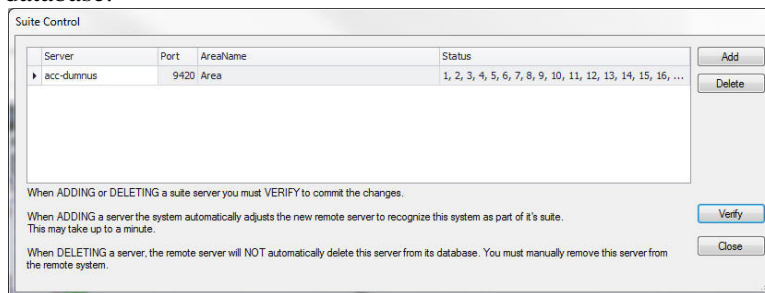 database.
Suite Control
Server Port AreaName Status
acc-dumnus 9420 Area 1, 2, 3, 4, 5, 6, 7, 8, 9, 10, 11, 12, 13, 14, 15, 16, ...
Add
Delete
When ADDING or DELETING a suite server you must VERIFY to commit the changes.
When ADDING a server the system automatically adjusts the new remote server to recognize this system as part of it's suite.
This may take up to a minute.
Verify
When DELETING a server, the remote server will NOT automatically delete this server from its database. You must manually remove this server from
the remote system.
Close